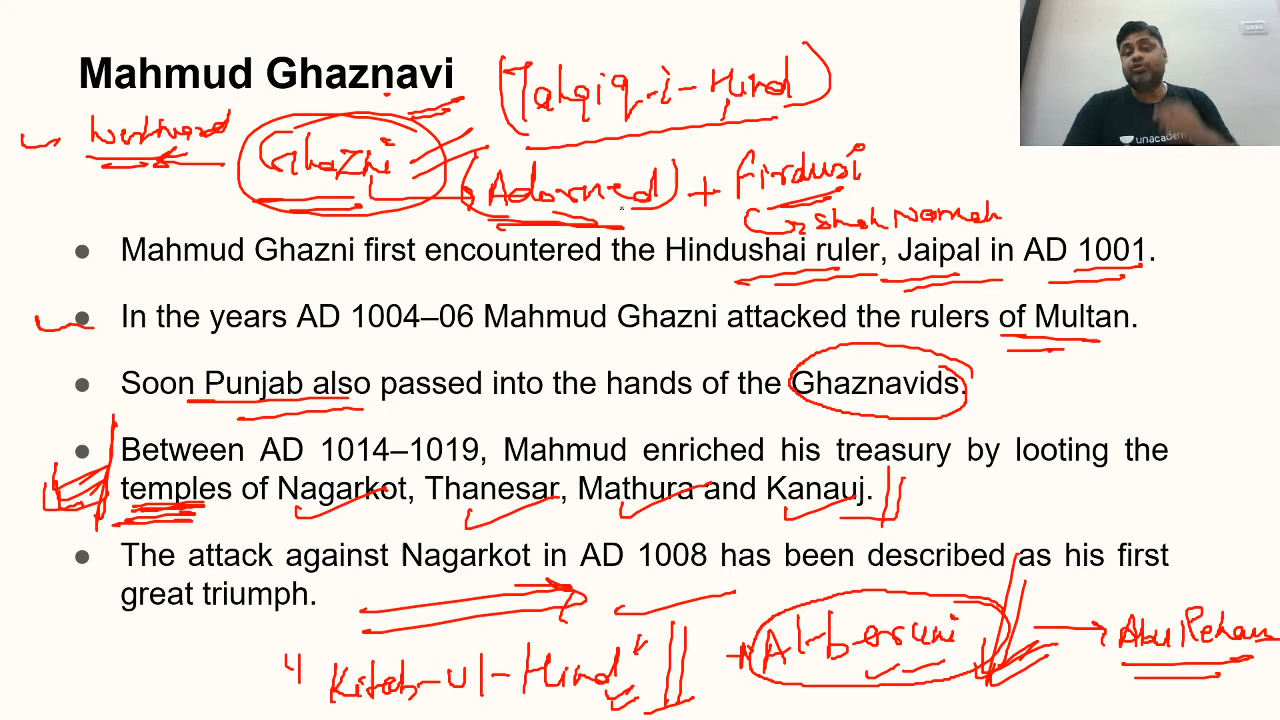 Mahmud Ghaznavi
(Tahqiq-i-Hind)
unacademy
Ghazni
(Adorned) + Firdusi
Shah Nameh
● Mahmud Ghazni first encountered the Hindushai ruler, Jaipal in AD 1001.
● In the years AD 1004–06 Mahmud Ghazni attacked the rulers of Multan.
● Soon Punjab also passed into the hands of the Ghaznavids.
● Between AD 1014–1019, Mahmud enriched his treasury by looting the
temples of Nagarkot, Thanesar, Mathura and Kanauj.
● The attack against Nagarkot in AD 1008 has been described as his first
great triumph.
"Kitab-ul-Hind"
Al-beruni
Abu Rehan